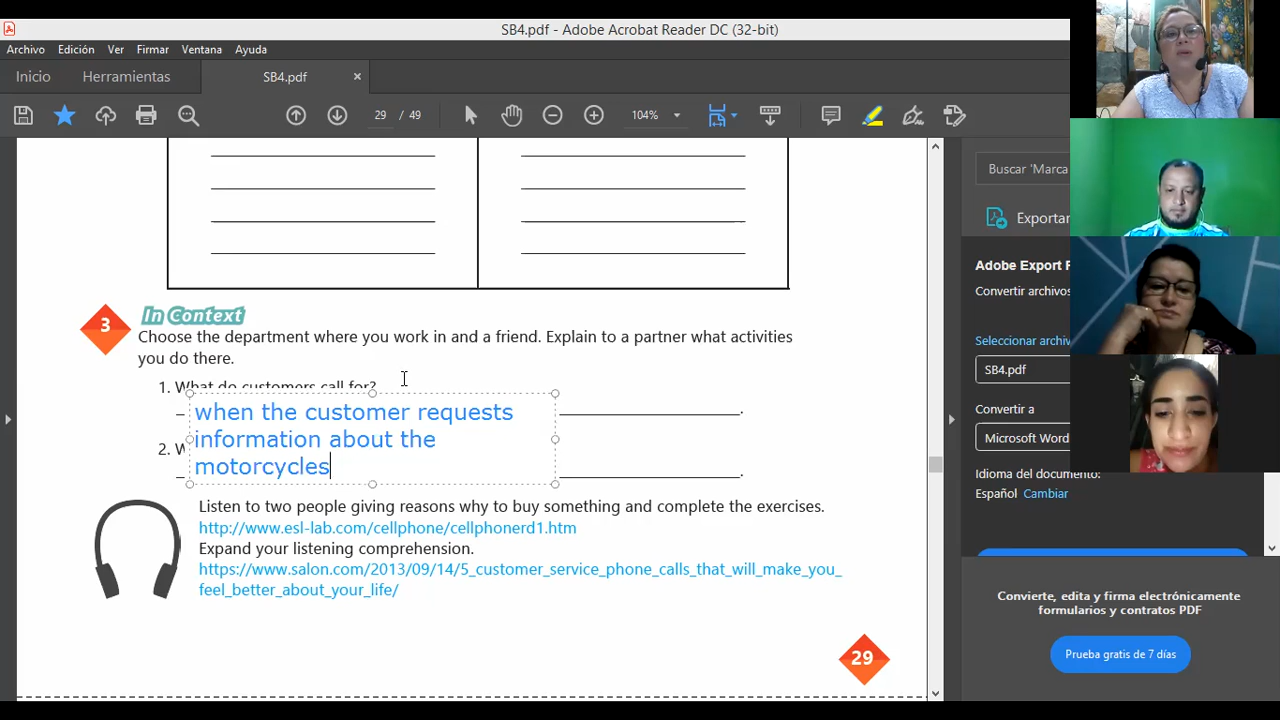 SB4.pdf - Adobe Acrobat Reader DC (32-bit)
Archivo Edición Ver Firmar Ventana Ayuda
Inicio Herramientas SB4.pdf ×
29 / 49 104%
3 In Context
Choose the department where you work in and a friend. Explain to a partner what activities
you do there.
1. What do customers call for?
when the customer requests
information about the
motorcycles
2. W
Listen to two people giving reasons why to buy something and complete the exercises.
http://www.esl-lab.com/cellphone/cellphonerd1.htm
Expand your listening comprehension.
https://www.salon.com/2013/09/14/5_customer_service_phone_calls_that_will_make_you_
feel_better_about_your_life/
29
Buscar 'Marca
Exportar
Adobe Export
Convertir archivos
Seleccionar archiv
SB4.pdf
Convertir a
Microsoft Word
Idioma del documento:
Español Cambiar
Convierte, edita y firma electrónicamente
formularios y contratos PDF
Prueba gratis de 7 días